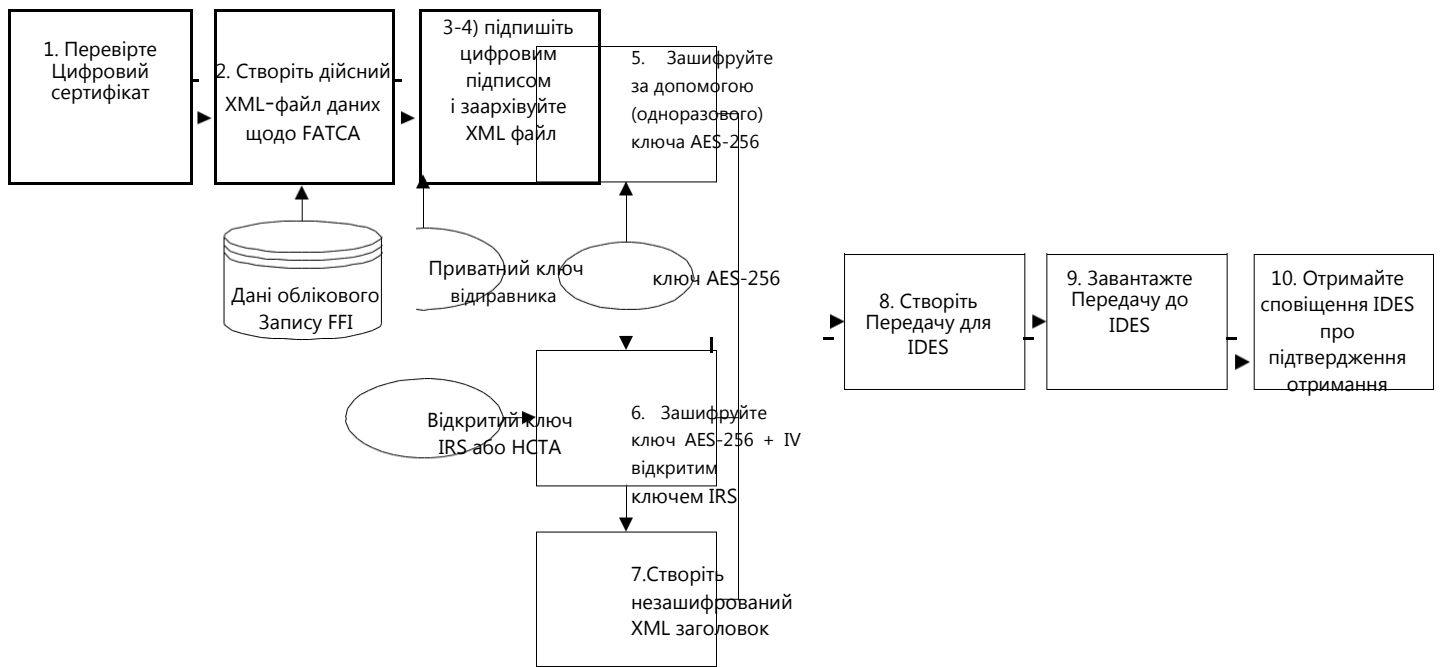 1. Перевірте
Цифровий
сертифікат
2. Створіть дійсний
XML-файл даних
щодо FATCA
3-4) підпишіть
цифровим
підписом
і заархівуйте
XML файл
5. Зашифруйте
за допомогою
(одноразового)
ключа AES-256
Дані облікового
Запису FFI
Приватний ключ
відправника
ключ AES-256
Відкритий ключ
IRS або HCTA
6. Зашифруйте
ключ AES-256 + IV
відкритим
ключем IRS
7.Створіть
незашифрований
XML заголовок
8. Створіть
Передачу для
IDES
9. Завантажте
Передачу до
IDES
10. Отримайте
сповіщення IDES
про
підтвердження
отримання